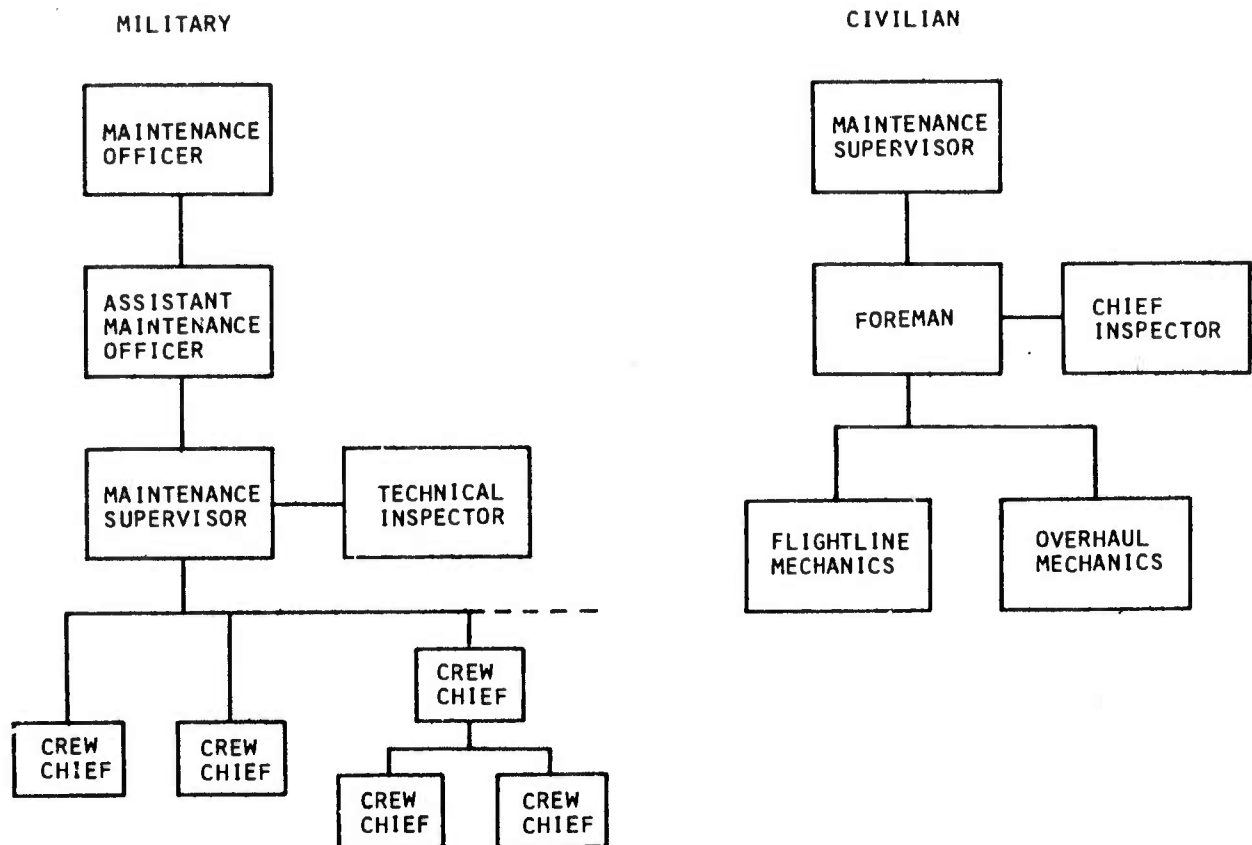 MILITARY
MAINTENANCE
OFFICER
ASSISTANT
MAINTENANCE
OFFICER
MAINTENANCE
SUPERVISOR
TECHNICAL
INSPECTOR
CREW
CHIEF
CREW
CHIEF
CREW
CHIEF
CREW
CHIEF
CREW
CHIEF
CIVILIAN
MAINTENANCE
SUPERVISOR
FOREMAN
CHIEF
INSPECTOR
FLIGHTLINE
MECHANICS
OVERHAUL
MECHANICS